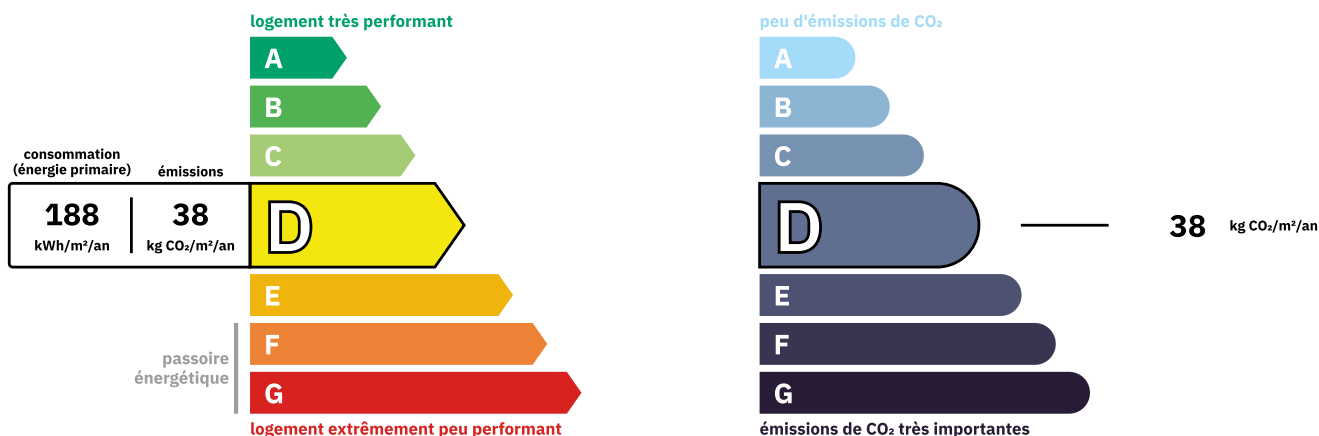 logement très performant
A
B
C
consommation
(énergie primaire)
émissions
188
kWh/m²/an
38
kg CO₂/m²/an
D
E
F
G
passoire
énergétique
logement extrêmement peu performant
peu d'émissions de CO₂
A
B
C
D
38 kg CO₂/m²/an
E
F
G
émissions de CO₂ très importantes